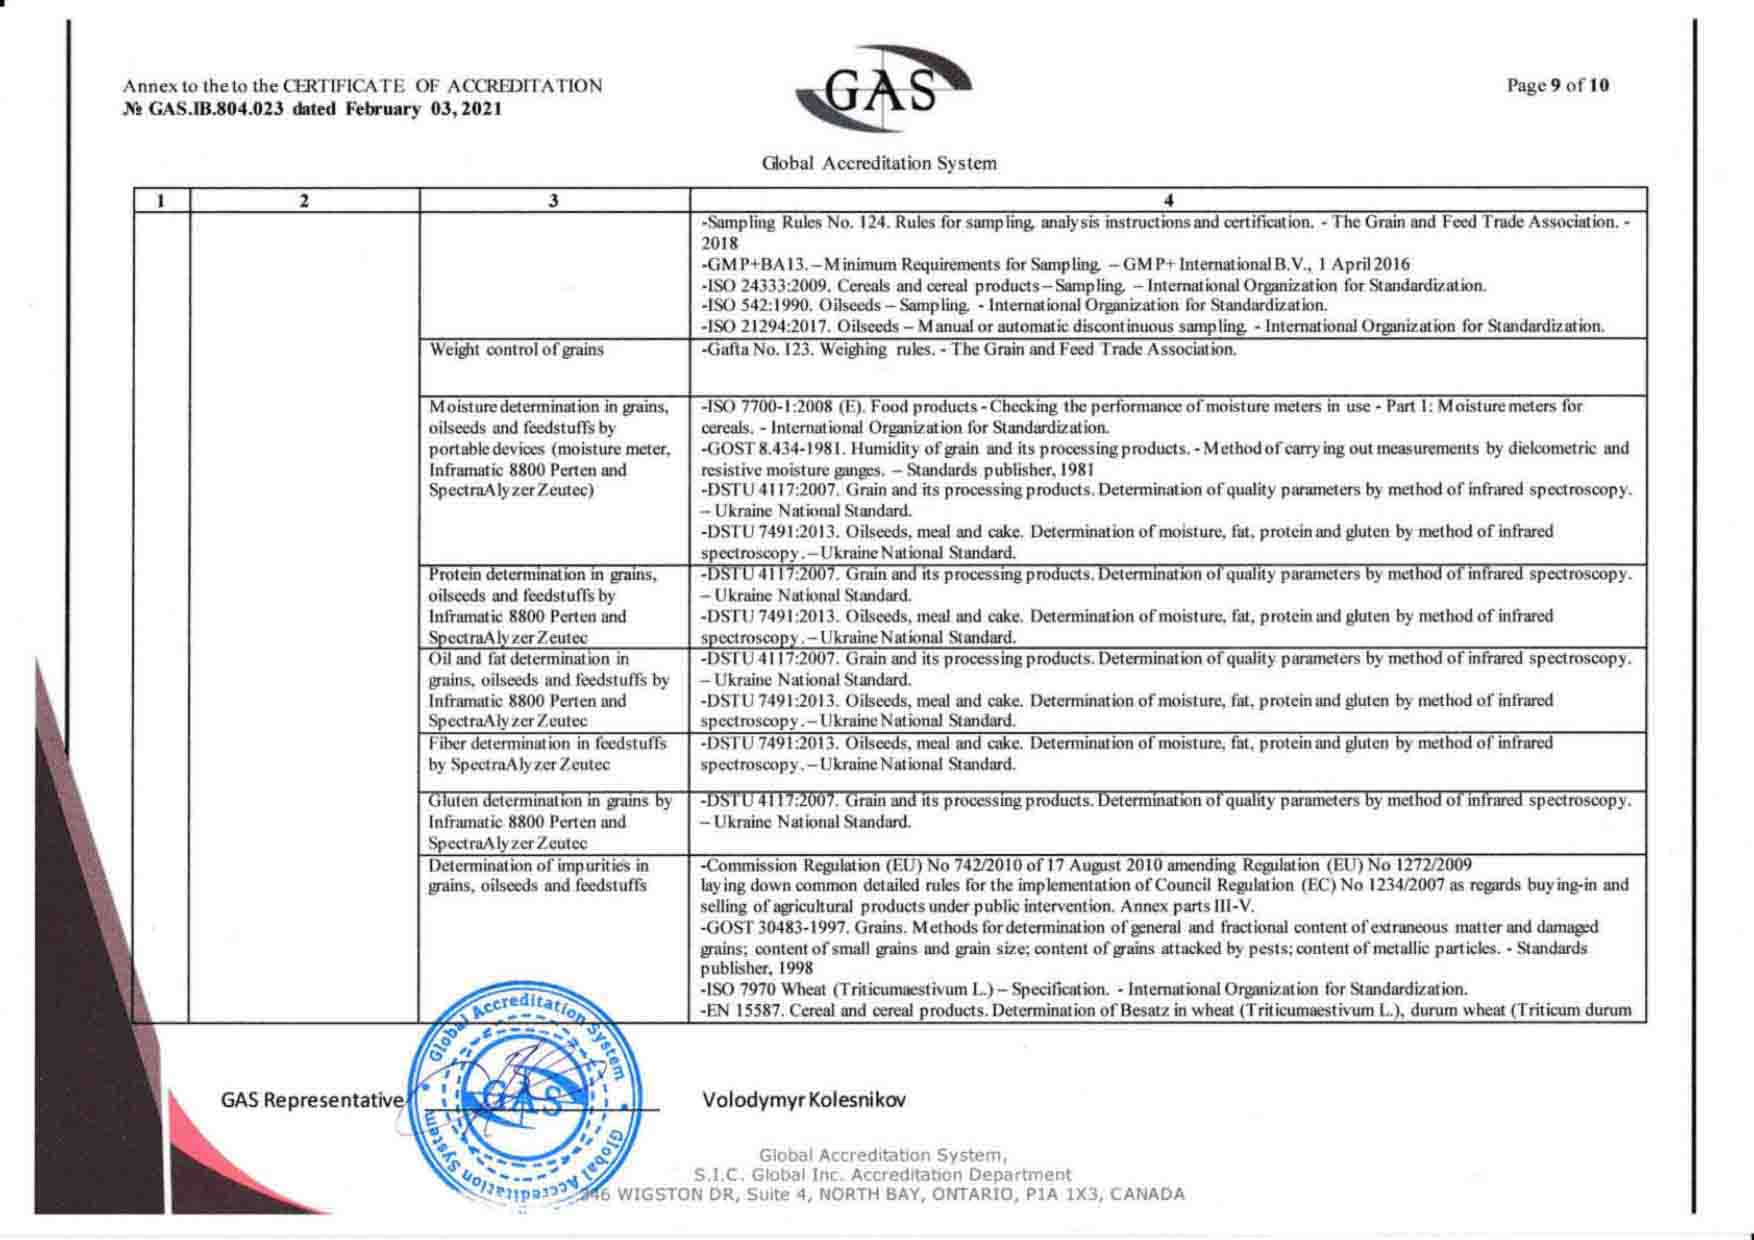 Annex to the to the CERTIFICATE OF ACCREDITATION
№ GAS.IB.804.023 dated February 03, 2021
GAS
Global Accreditation System
Page 9 of 10
1 2 3 4
-Sampling Rules No. 124. Rules for sampling, analysis instructions and certification. - The Grain and Feed Trade Association. -
2018
-GMP+BA13. – Minimum Requirements for Sampling. – GMP+ International B.V., 1 April 2016
-ISO 24333:2009. Cereals and cereal products – Sampling. – International Organization for Standardization.
-ISO 542:1990. Oilseeds – Sampling. - International Organization for Standardization.
-ISO 21294:2017. Oilseeds – Manual or automatic discontinuous sampling. - International Organization for Standardization.
Weight control of grains
-Gafta No. 123. Weighing rules. - The Grain and Feed Trade Association.
Moisture determination in grains,
oilseeds and feedstuffs by
portable devices (moisture meter,
Inframatic 8800 Perten and
SpectraAlyzer Zeutec)
-ISO 7700-1:2008 (E). Food products - Checking the performance of moisture meters in use - Part 1: Moisture meters for
cereals. - International Organization for Standardization.
-GOST 8.434-1981. Humidity of grain and its processing products. - Method of carrying out measurements by dielcometric and
resistive moisture ganges. – Standards publisher, 1981
-DSTU 4117:2007. Grain and its processing products. Determination of quality parameters by method of infrared spectroscopy.
– Ukraine National Standard.
-DSTU 7491:2013. Oilseeds, meal and cake. Determination of moisture, fat, protein and gluten by method of infrared
spectroscopy. – Ukraine National Standard.
Protein determination in grains,
oilseeds and feedstuffs by
Inframatic 8800 Perten and
SpectraAlyzer Zeutec
-DSTU 4117:2007. Grain and its processing products. Determination of quality parameters by method of infrared spectroscopy.
– Ukraine National Standard.
-DSTU 7491:2013. Oilseeds, meal and cake. Determination of moisture, fat, protein and gluten by method of infrared
spectroscopy. – Ukraine National Standard.
Oil and fat determination in
grains, oilseeds and feedstuffs by
Inframatic 8800 Perten and
SpectraAlyzer Zeutec
-DSTU 4117:2007. Grain and its processing products. Determination of quality parameters by method of infrared spectroscopy.
– Ukraine National Standard.
-DSTU 7491:2013. Oilseeds, meal and cake. Determination of moisture, fat, protein and gluten by method of infrared
spectroscopy. – Ukraine National Standard.
Fiber determination in feedstuffs
by SpectraAlyzer Zeutec
-DSTU 7491:2013. Oilseeds, meal and cake. Determination of moisture, fat, protein and gluten by method of infrared
spectroscopy. – Ukraine National Standard.
Gluten determination in grains by
Inframatic 8800 Perten and
SpectraAlyzer Zeutec
-DSTU 4117:2007. Grain and its processing products. Determination of quality parameters by method of infrared spectroscopy.
– Ukraine National Standard.
Determination of impurities in
grains, oilseeds and feedstuffs
-Commission Regulation (EU) No 742/2010 of 17 August 2010 amending Regulation (EU) No 1272/2009
laying down common detailed rules for the implementation of Council Regulation (EC) No 1234/2007 as regards buying-in and
selling of agricultural products under public intervention. Annex parts III-V.
-GOST 30483-1997. Grains. Methods for determination of general and fractional content of extraneous matter and damaged
grains; content of small grains and grain size; content of grains attacked by pests; content of metallic particles. - Standards
publisher, 1998
-ISO 7970 Wheat (Triticumaestivum L.) – Specification. - International Organization for Standardization.
-EN 15587. Cereal and cereal products. Determination of Besatz in wheat (Triticumaestivum L.), durum wheat (Triticum durum
GAS Representative
Global Accreditation System
Global Accreditation System
GAS
Volodymyr Kolesnikov
Global Accreditation System,
S.I.C. Global Inc. Accreditation Department
WIGSTON DR, Suite 4, NORTH BAY, ONTARIO, P1A 1X3, CANADA